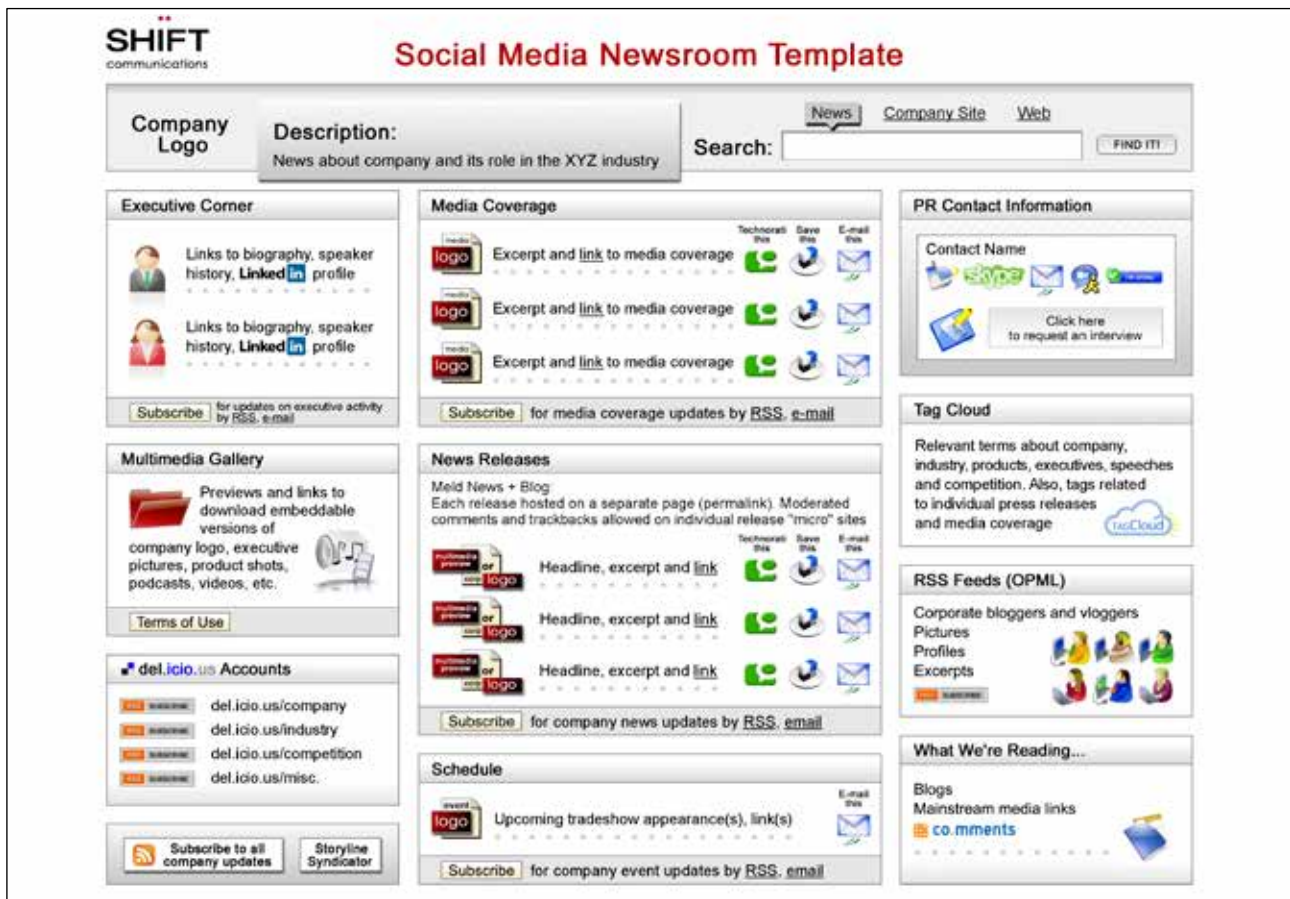 SHIFT
communications
Social Media Newsroom Template
Company
Logo
Description:
News about company and its role in the XYZ industry
News
Company Site
Web
Search:
FIND IT!
Executive Corner
Links to biography, speaker
history, Linked in profile
Links to biography, speaker
history, Linked in profile
Subscribe for updates on executive activity
by RSS, e-mail
Multimedia Gallery
Previews and links to
download embeddable
versions of
company logo, executive
pictures, product shots,
podcasts, videos, etc.
Terms of Use
del.icio.us Accounts
SUBSCRIBE del.icio.us/company
SUBSCRIBE del.icio.us/industry
SUBSCRIBE del.icio.us/competition
SUBSCRIBE del.icio.us/misc.
Subscribe to all
company updates
Storyline
Syndicator
Media Coverage
Technorati this
Save this
E-mail this
media logo Excerpt and link to media coverage
media logo Excerpt and link to media coverage
media logo Excerpt and link to media coverage
Subscribe for media coverage updates by RSS, e-mail
News Releases
Meld News + Blog
Each release hosted on a separate page (permalink). Moderated
comments and trackbacks allowed on individual release "micro" sites
Technorati this
Save this
E-mail this
multimedia preview or logo Headline, excerpt and link
multimedia preview or logo Headline, excerpt and link
multimedia preview or logo Headline, excerpt and link
Subscribe for company news updates by RSS, email
Schedule
E-mail this
event logo Upcoming tradeshow appearance(s), link(s)
Subscribe for company event updates by RSS, email
PR Contact Information
Contact Name
skype
Click here
to request an interview
Tag Cloud
Relevant terms about company,
industry, products, executives, speeches
and competition. Also, tags related
to individual press releases
and media coverage
TAGCloud
RSS Feeds (OPML)
Corporate bloggers and vloggers
Pictures
Profiles
Excerpts
SUBSCRIBE
What We're Reading...
Blogs
Mainstream media links
co.mments